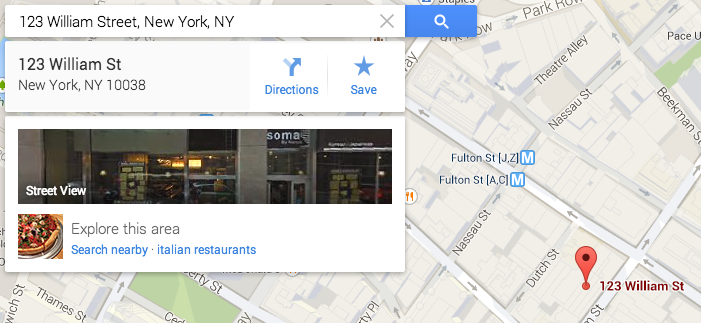 123 William Street, New York, NY
123 William St
New York, NY 10038
Directions
Save
soma
Street View
Explore this area
Search nearby · italian restaurants
Staples
Park Row
Pace U
Theatre Alley
Nassau St
Beekman St
Fulton St [J,Z] M
Fulton St [A,C] M
Nassau St
Dutch St
123 William St
Liberty Pl
Thames St